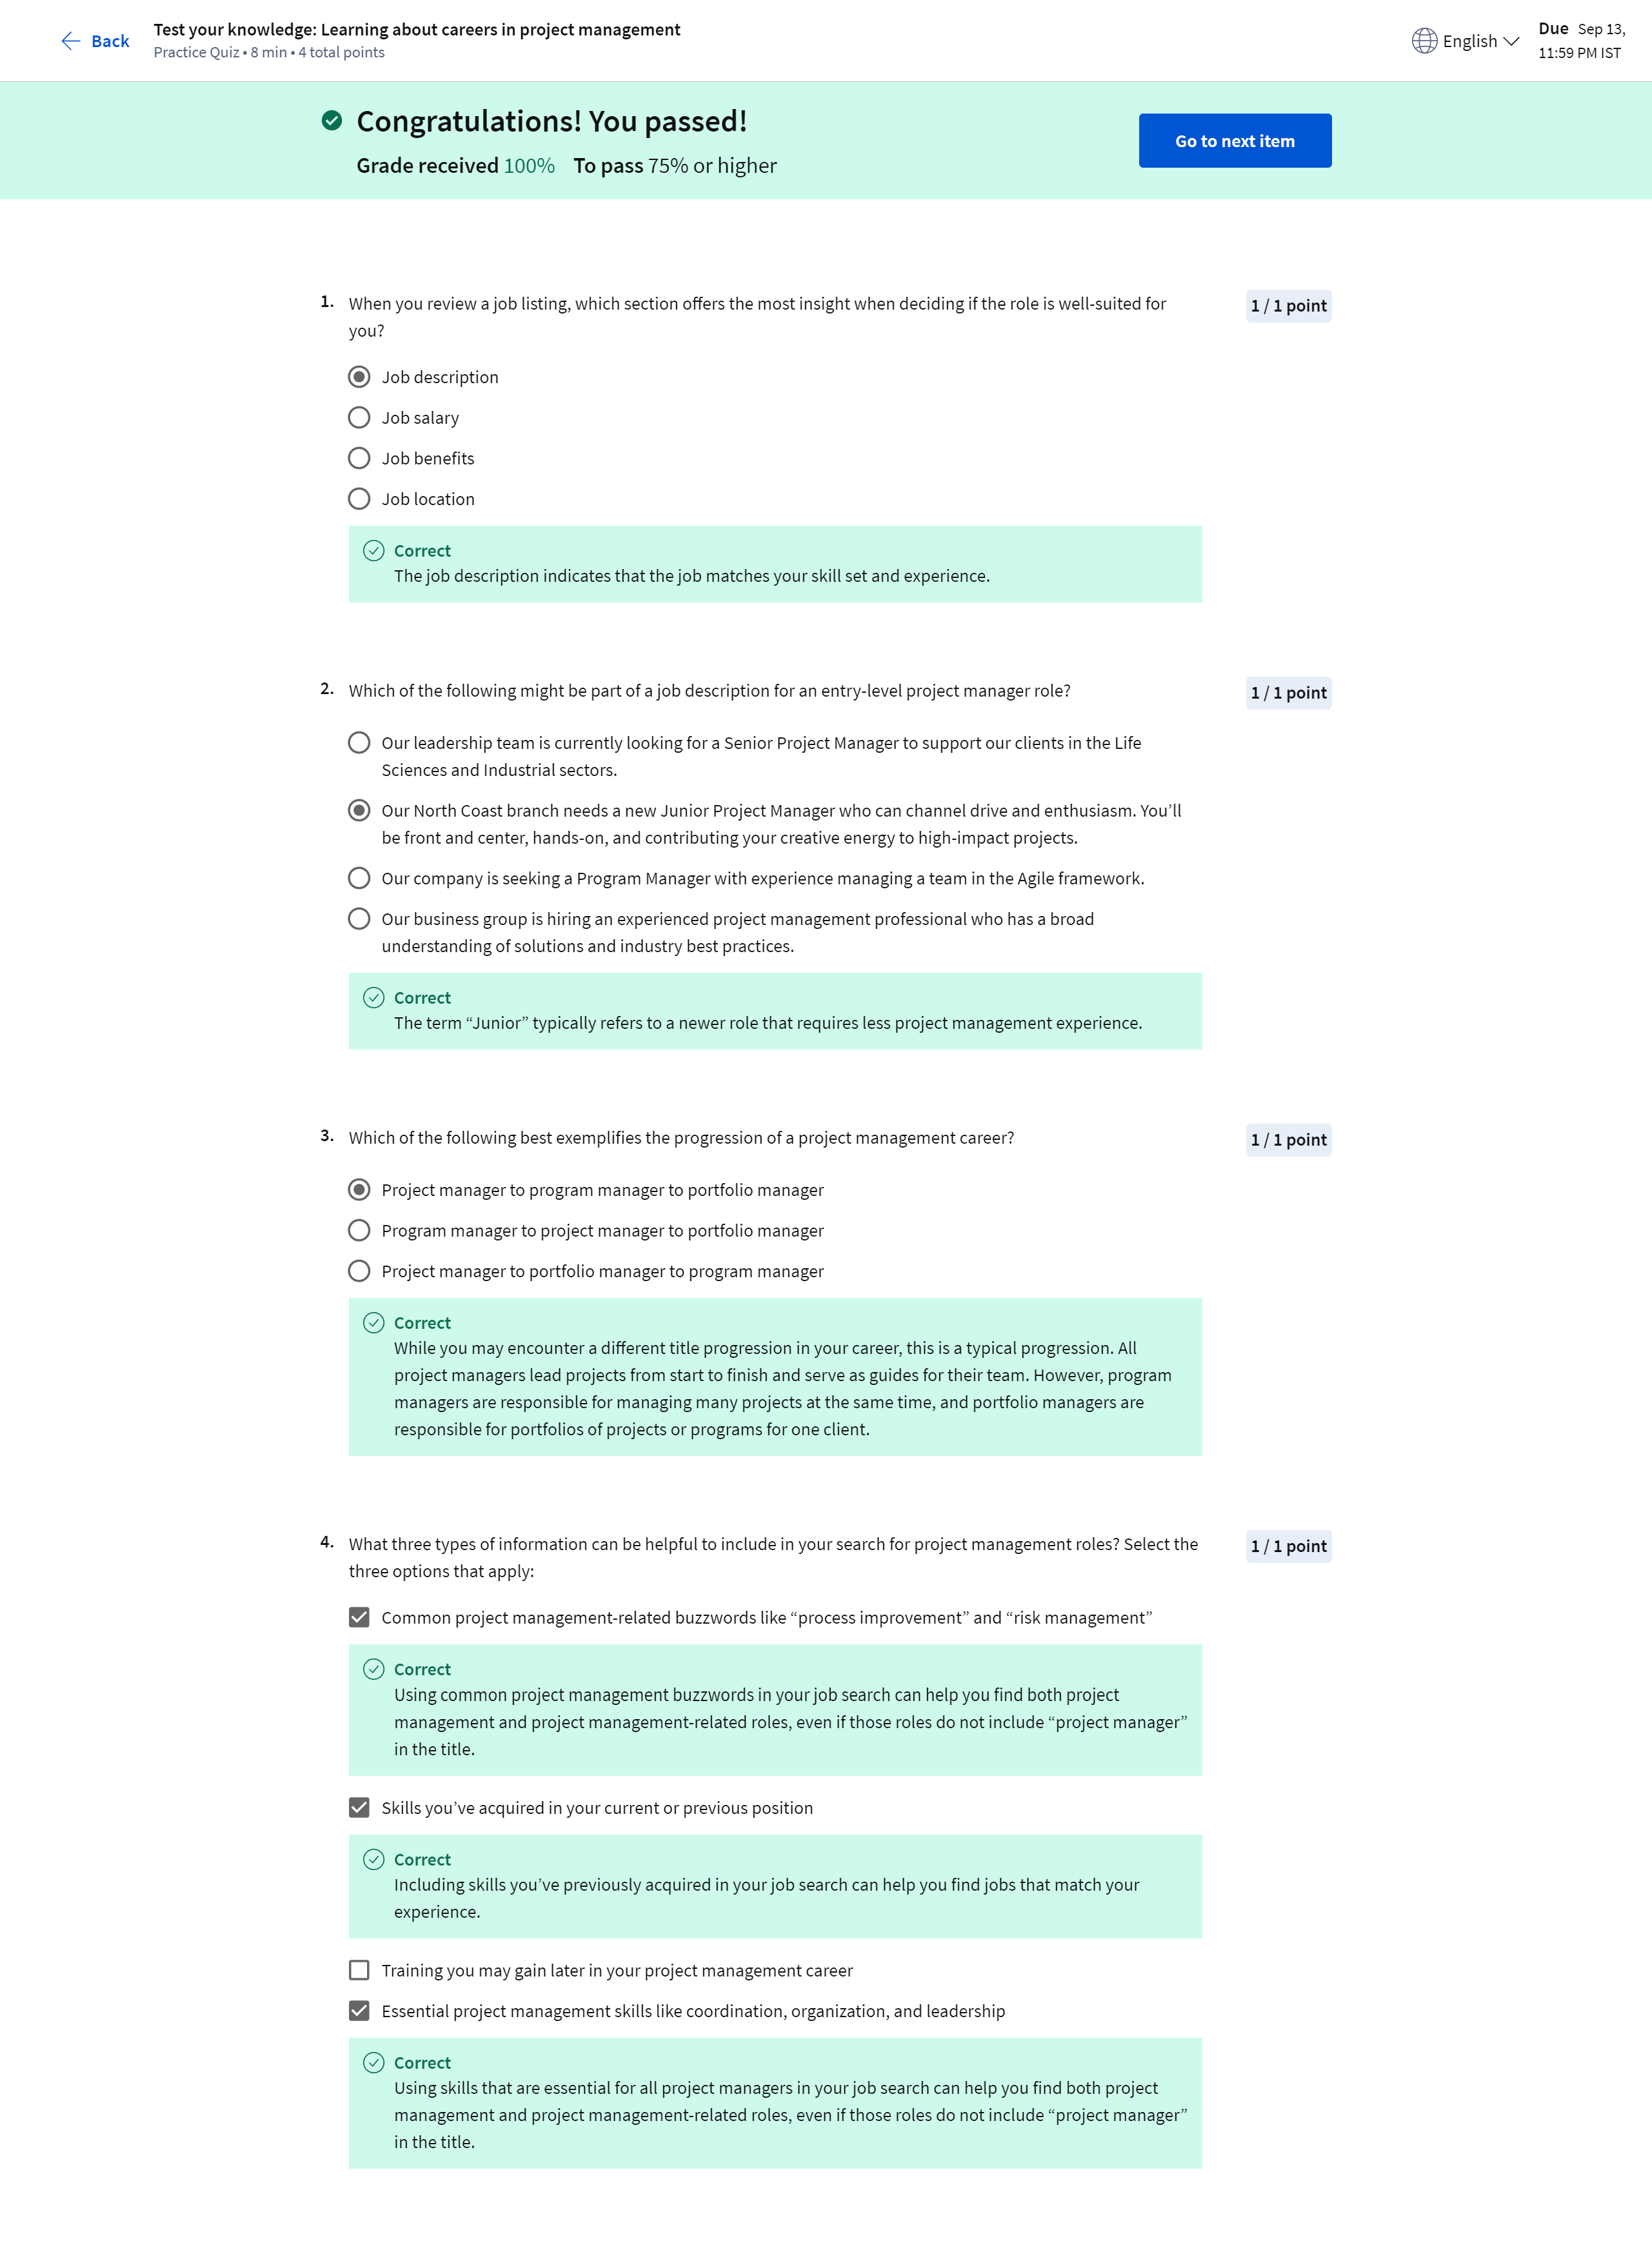 Back
Test your knowledge: Learning about careers in project management
Practice Quiz • 8 min • 4 total points
English
Due Sep 13,
11:59 PM IST
Congratulations! You passed!
Grade received 100% To pass 75% or higher
Go to next item
1. When you review a job listing, which section offers the most insight when deciding if the role is well-suited for
you?
1 / 1 point
Job description
Job salary
Job benefits
Job location
Correct
The job description indicates that the job matches your skill set and experience.
2. Which of the following might be part of a job description for an entry-level project manager role?
1 / 1 point
Our leadership team is currently looking for a Senior Project Manager to support our clients in the Life
Sciences and Industrial sectors.
Our North Coast branch needs a new Junior Project Manager who can channel drive and enthusiasm. You’ll
be front and center, hands-on, and contributing your creative energy to high-impact projects.
Our company is seeking a Program Manager with experience managing a team in the Agile framework.
Our business group is hiring an experienced project management professional who has a broad
understanding of solutions and industry best practices.
Correct
The term “Junior” typically refers to a newer role that requires less project management experience.
3. Which of the following best exemplifies the progression of a project management career?
1 / 1 point
Project manager to program manager to portfolio manager
Program manager to project manager to portfolio manager
Project manager to portfolio manager to program manager
Correct
While you may encounter a different title progression in your career, this is a typical progression. All
project managers lead projects from start to finish and serve as guides for their team. However, program
managers are responsible for managing many projects at the same time, and portfolio managers are
responsible for portfolios of projects or programs for one client.
4. What three types of information can be helpful to include in your search for project management roles? Select the
three options that apply:
1 / 1 point
Common project management-related buzzwords like “process improvement” and “risk management”
Correct
Using common project management buzzwords in your job search can help you find both project
management and project management-related roles, even if those roles do not include “project manager”
in the title.
Skills you’ve acquired in your current or previous position
Correct
Including skills you’ve previously acquired in your job search can help you find jobs that match your
experience.
Training you may gain later in your project management career
Essential project management skills like coordination, organization, and leadership
Correct
Using skills that are essential for all project managers in your job search can help you find both project
management and project management-related roles, even if those roles do not include “project manager”
in the title.